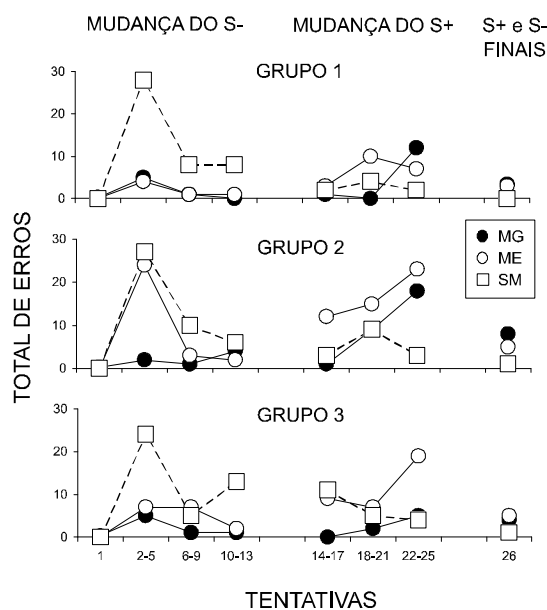 MUDANÇA DO S-
MUDANÇA DO S+
S+ e S-
FINAIS
GRUPO 1
30
20
10
0
GRUPO 2
30
20
10
0
MG
ME
SM
GRUPO 3
30
20
10
0
1 2-5 6-9 10-13 14-17 18-21 22-25 26
TOTAL DE ERROS
TENTATIVAS